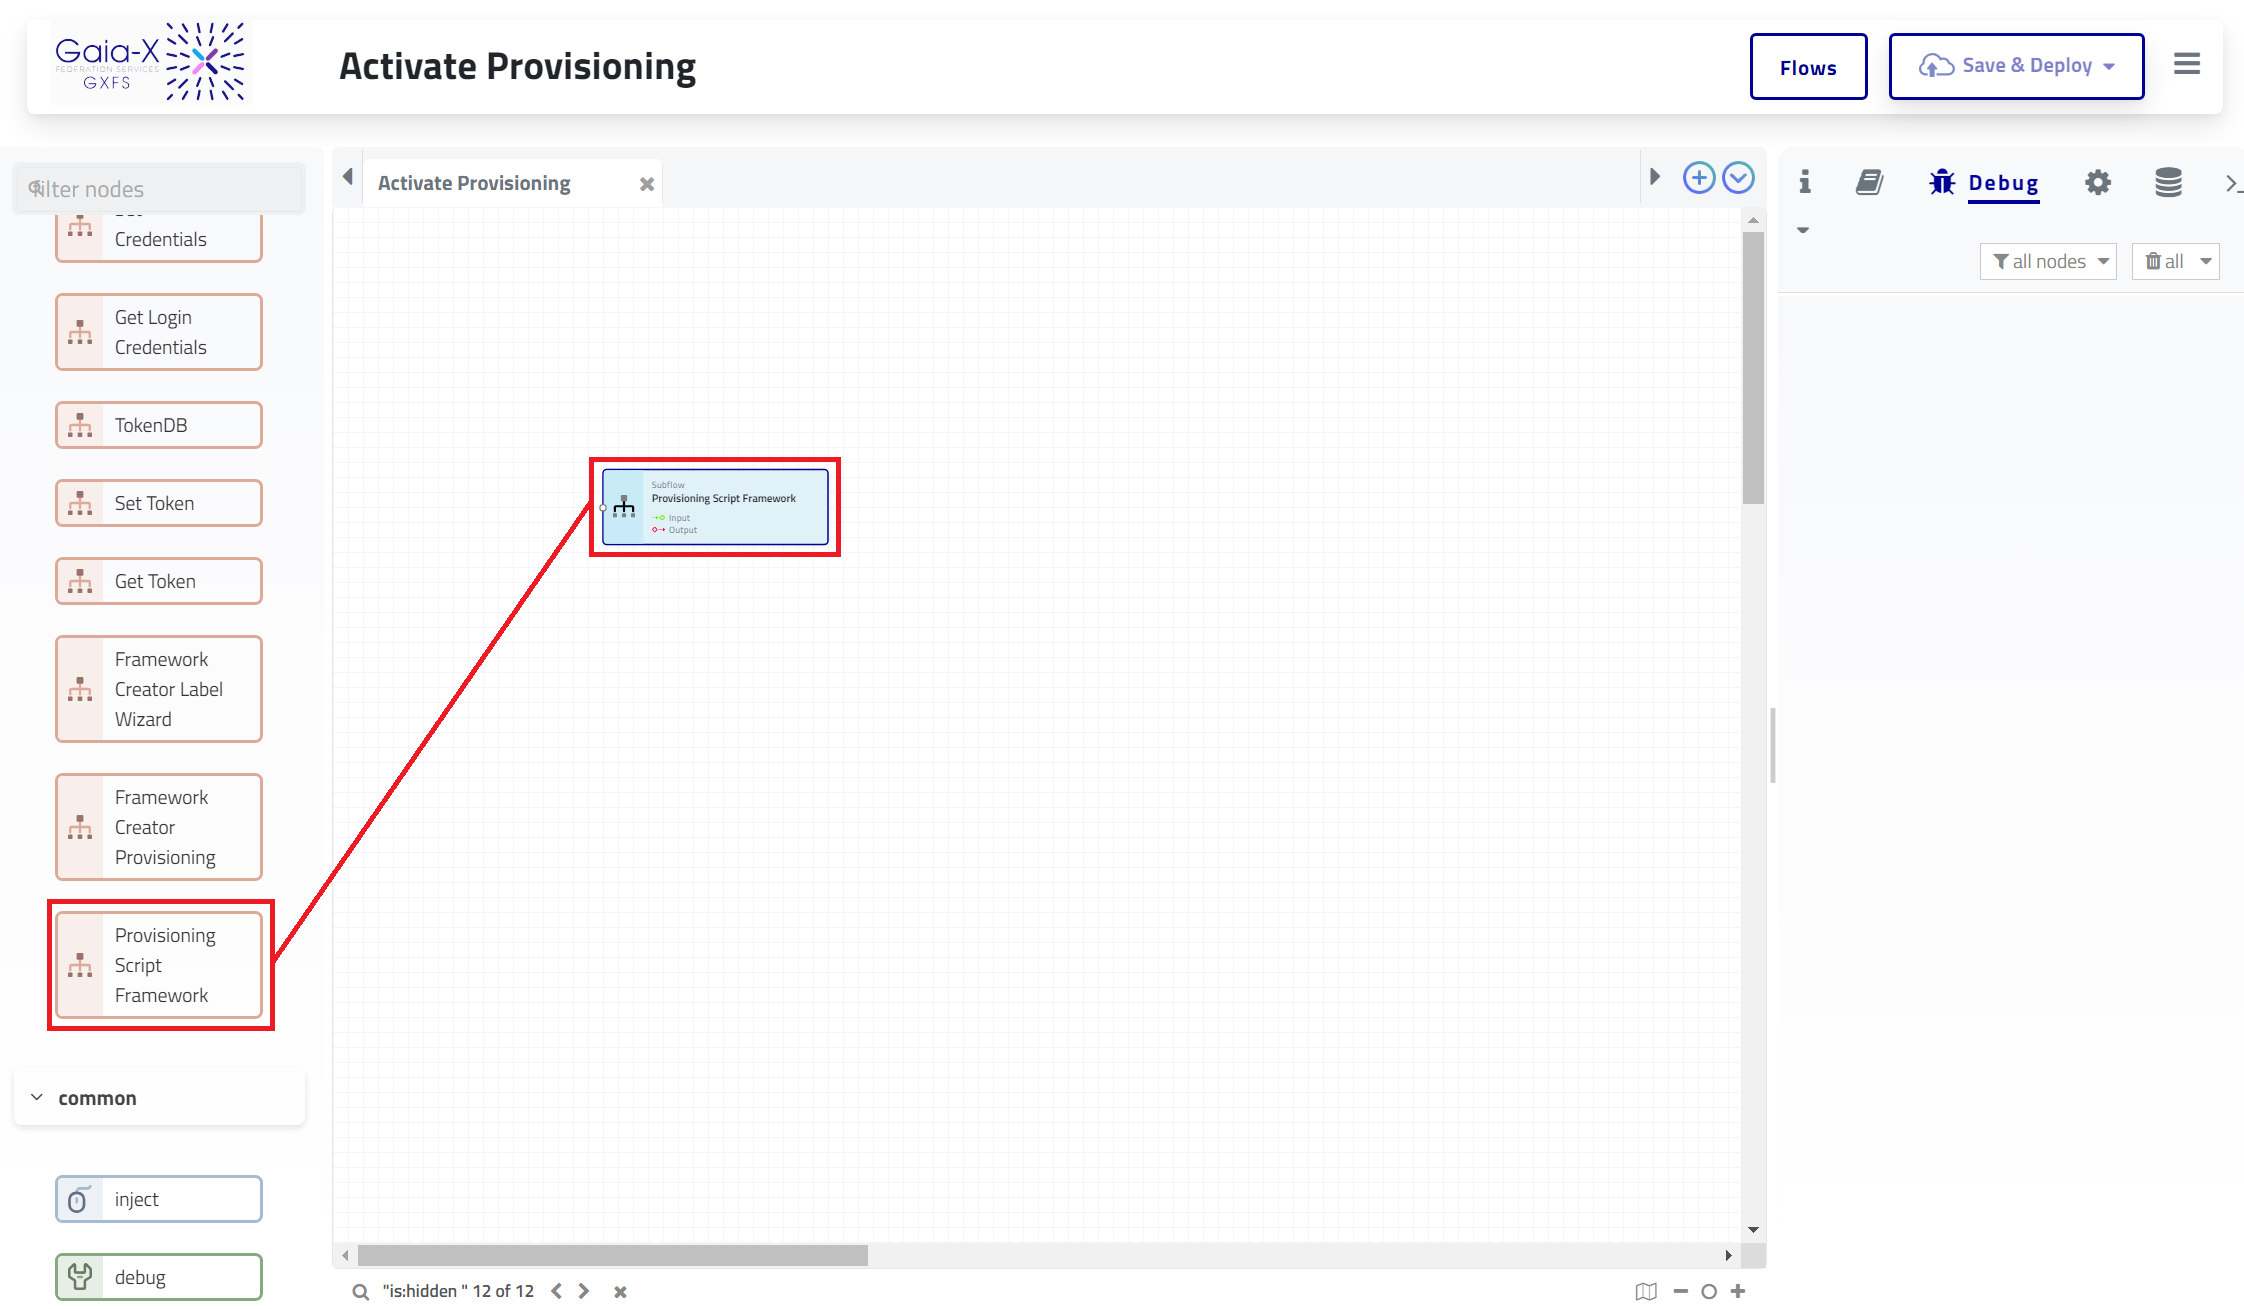 Gaia-X
FEDERATION SERVICES
GXFS
Activate Provisioning
Flows
Save & Deploy
filter nodes
Credentials
Get Login
Credentials
TokenDB
Set Token
Get Token
Framework
Creator Label
Wizard
Framework
Creator
Provisioning
Provisioning
Script
Framework
common
inject
debug
Activate Provisioning
Subflow
Provisioning Script Framework
Input
Output
"is:hidden " 12 of 12
Debug
all nodes
all